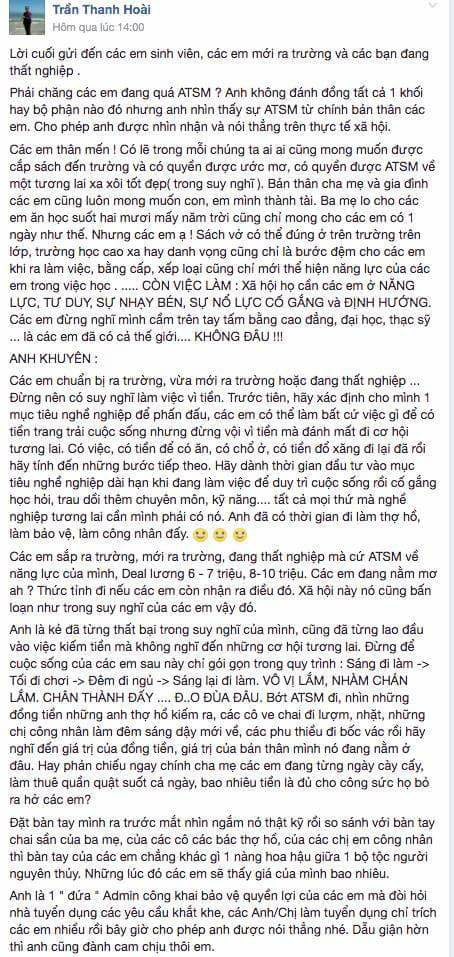 Trần Thanh Hoài
Hôm qua lúc 14:00
Lời cuối gửi đến các em sinh viên, các em mới ra trường và các bạn đang
thất nghiệp .
Phải chăng các em đang quá ATSM ? Anh không đánh đồng tất cả 1 khối
hay bộ phận nào đó nhưng anh nhìn thấy sự ATSM từ chính bản thân các
em. Cho phép anh được nhìn nhận và nói thẳng trên thực tế xã hội.
Các em thân mến ! Có lẽ trong mỗi chúng ta ai ai cũng mong muốn được
cắp sách đến trường và có quyền được ước mơ, có quyền được ATSM về
một tương lai xa xôi tốt đẹp( trong suy nghĩ ). Bản thân cha mẹ và gia đình
các em cũng luôn mong muốn con, em mình thành tài. Ba mẹ lo cho các
em ăn học suốt hai mươi mấy năm trời cũng chỉ mong cho các em có 1
ngày như thế. Nhưng các em ạ ! Sách vở có thể đúng ở trên trường trên
lớp, trường học cao xa hay danh vọng cũng chỉ là bước đệm cho các em
khi ra làm việc, bằng cấp, xếp loại cũng chỉ mới thể hiện năng lực của các
em trong việc học . ..... CÒN VIỆC LÀM : Xã hội họ cần các em ở NĂNG
LỰC, TƯ DUY, SỰ NHẠY BÉN, SỰ NỔ LỰC CỐ GẮNG và ĐỊNH HƯỚNG.
Các em đừng nghĩ mình cầm trên tay tấm bằng cao đẳng, đại học, thạc sỹ
... là các em đã có cả thế giới.... KHÔNG ĐÂU !!!
ANH KHUYÊN :
Các em chuẩn bị ra trường, vừa mới ra trường hoặc đang thất nghiệp ...
Đừng nên có suy nghĩ làm việc vì tiền. Trước tiên, hãy xác định cho mình 1
mục tiêu nghề nghiệp để phấn đấu, các em có thể làm bất cứ việc gì để có
tiền trang trải cuộc sống nhưng đừng vội vì tiền mà đánh mất đi cơ hội
tương lai. Có việc, có tiền để có ăn, có chổ ở, có tiền đổ xăng đi lại đã rồi
hãy tính đến những bước tiếp theo. Hãy dành thời gian đầu tư vào mục
tiêu nghề nghiệp dài hạn khi đang làm việc để duy trì cuộc sống rồi cố gắng
học hỏi, trau dồi thêm chuyên môn, kỹ năng.... tất cả mọi thứ mà nghề
nghiệp tương lai cần mình phải có nó. Anh đã có thời gian đi làm thợ hồ,
làm bảo vệ, làm công nhân đấy.
Các em sắp ra trường, mới ra trường, đang thất nghiệp mà cứ ATSM về
năng lực của mình, Deal lương 6 - 7 triệu, 8-10 triệu. Các em đang nằm mơ
ah ? Thức tỉnh đi nếu các em còn nhận ra điều đó. Xã hội này nó cũng bấn
loạn như trong suy nghĩ của các em vậy đó.
Anh là kẻ đã từng thất bại trong suy nghĩ của mình, cũng đã từng lao đầu
vào việc kiếm tiền mà không nghĩ đến những cơ hội tương lai. Đừng để
cuộc sống của các em sau này chỉ gói gọn trong quy trình : Sáng đi làm ->
Tối đi chơi -> Đêm đi ngủ -> Sáng lại đi làm. VÔ VỊ LẮM, NHÀM CHÁN
LẮM. CHÂN THÀNH ĐẤY .... Đ..O ĐÙA ĐÂU. Bớt ATSM đi, nhìn những
đồng tiền những anh thợ hồ kiếm ra, các cô ve chai đi lượm, nhặt, những
chị công nhân làm đêm sáng dậy mới về, các phu thiếu đi bốc vác rồi hãy
nghĩ đến giá trị của đồng tiền, giá trị của bản thân mình nó đang nằm ở
đâu. Hay phản chiếu ngay chính cha mẹ các em đang từng ngày cày cấy,
làm thuê quần quật suốt cả ngày, bao nhiêu tiền là đủ cho công sức họ bỏ
ra hở các em?
Đặt bàn tay mình ra trước mắt nhìn ngắm nó thật kỹ rồi so sánh với bàn tay
chai sần của ba mẹ, của các cô các bác thợ hồ, của các chị em công nhân
thì bàn tay của các em chẳng khác gì 1 nàng hoa hậu giữa 1 bộ tộc người
nguyên thủy. Những lúc đó các em sẽ thấy giá của mình bao nhiêu.
Anh là 1 " đứa " Admin công khai bảo vệ quyền lợi của các em mà đòi hỏi
nhà tuyển dụng các yêu cầu khắt khe, các Anh/Chị làm tuyển dụng chỉ trích
các em nhiều rồi bây giờ cho phép anh được nói thẳng nhé. Dẫu giận hờn
thì anh cũng đành cam chịu thôi em.